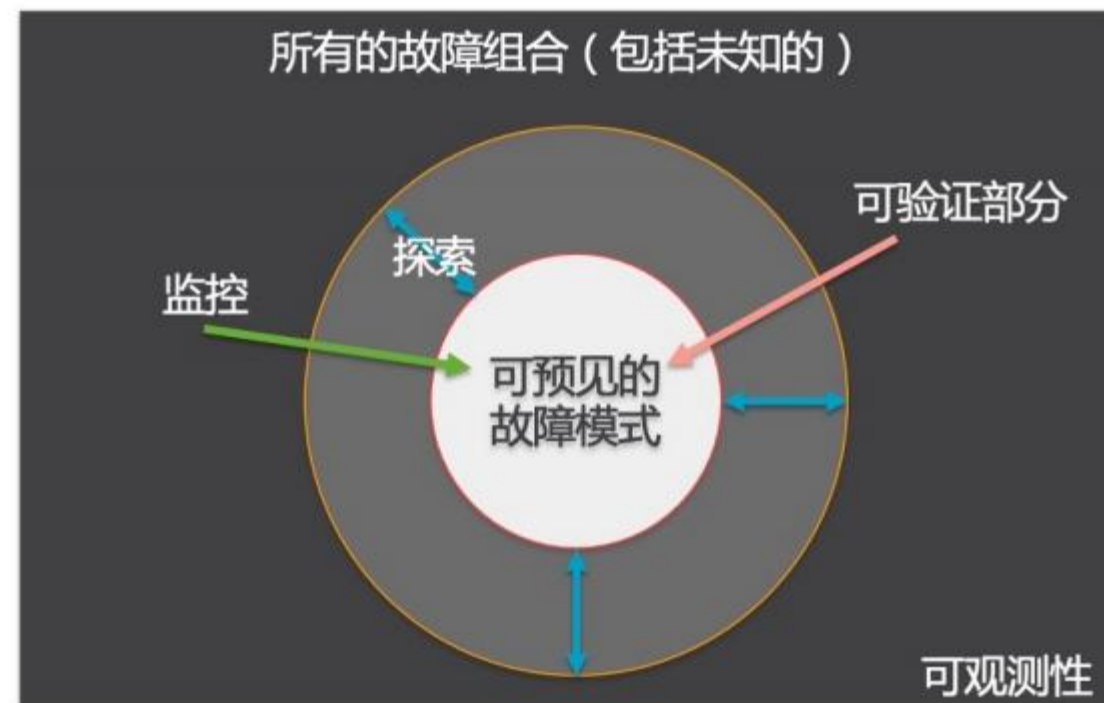 所有的故障组合（包括未知的）
可验证部分
探索
监控
可预见的
故障模式
可观测性